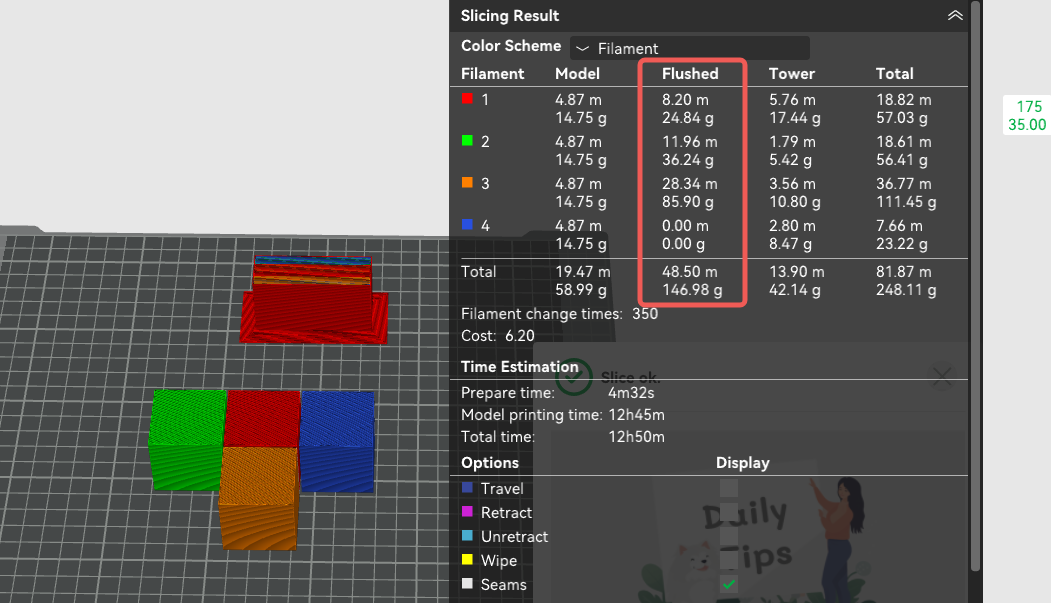 Slicing Result
Color Scheme Filament
Filament Model Flushed Tower Total
1 4.87 m 8.20 m 5.76 m 18.82 m
14.75 g 24.84 g 17.44 g 57.03 g
2 4.87 m 11.96 m 1.79 m 18.61 m
14.75 g 36.24 g 5.42 g 56.41 g
3 4.87 m 28.34 m 3.56 m 36.77 m
14.75 g 85.90 g 10.80 g 111.45 g
4 4.87 m 0.00 m 2.80 m 7.66 m
14.75 g 0.00 g 8.47 g 23.22 g
Total 19.47 m 48.50 m 13.90 m 81.87 m
58.99 g 146.98 g 42.14 g 248.11 g
Filament change times: 350
Cost: 6.20
Time Estimation
Slice ok.
Prepare time: 4m32s
Model printing time: 12h45m
Total time: 12h50m
Options Display
Travel
Retract
Unretract
Wipe
Seams
Daily
Tips
175
35.00